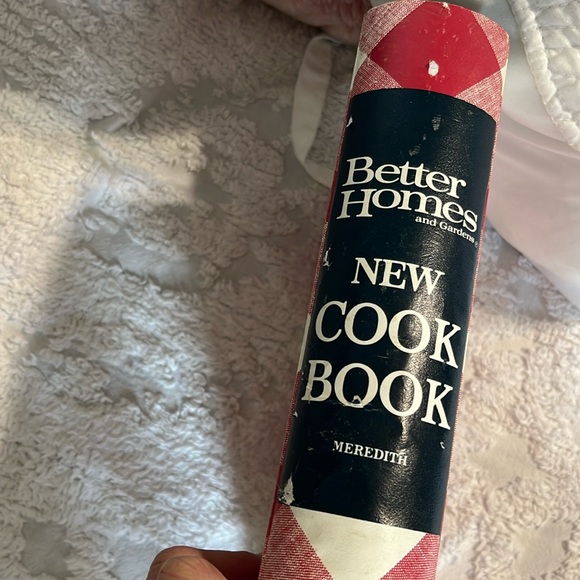 Better
Homes
and Gardens®
NEW
COOK
BOOK
MEREDITH